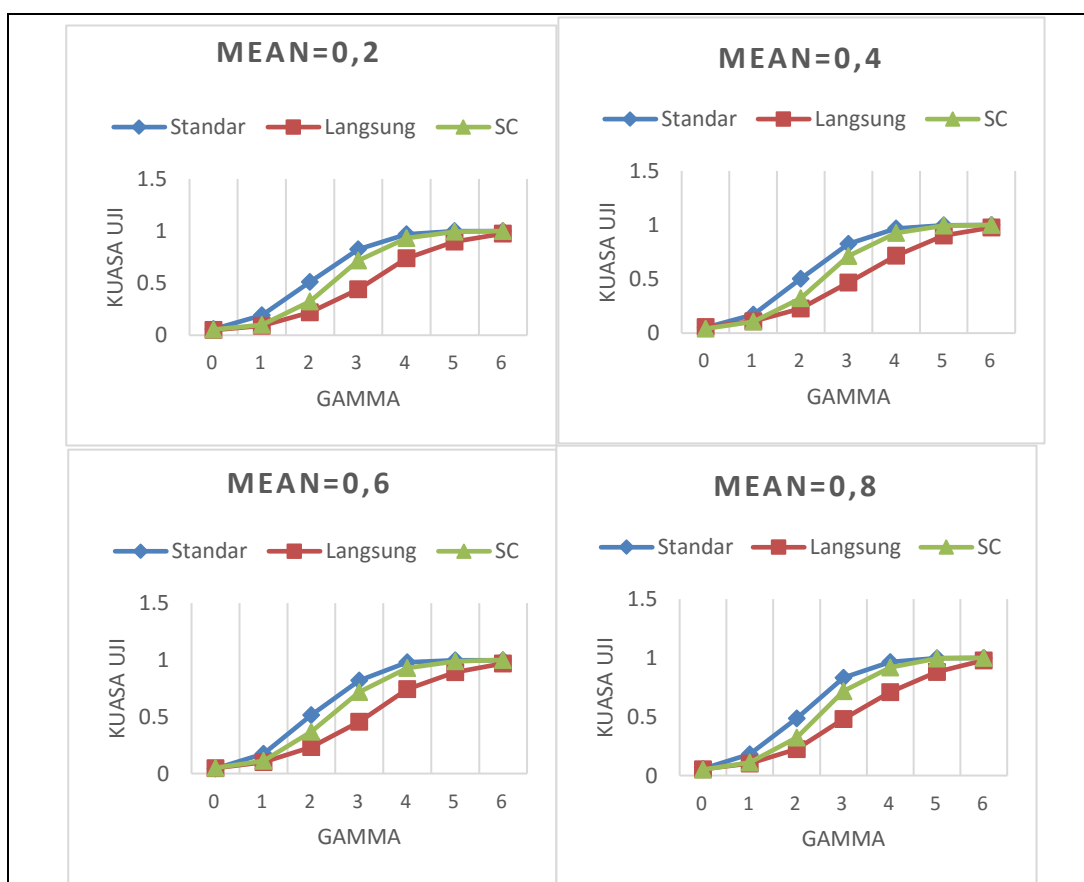 MEAN=0,2
Standar Langsung SC
1.5
1
0.5
0
KUASA UJI
0 1 2 3 4 5 6
GAMMA
MEAN=0,4
Standar Langsung SC
1.5
1
0.5
0
KUASA UJI
0 1 2 3 4 5 6
GAMMA
MEAN=0,6
Standar Langsung SC
1.5
1
0.5
0
KUASA UJI
0 1 2 3 4 5 6
GAMMA
MEAN=0,8
Standar Langsung SC
1.5
1
0.5
0
KUASA UJI
0 1 2 3 4 5 6
GAMMA